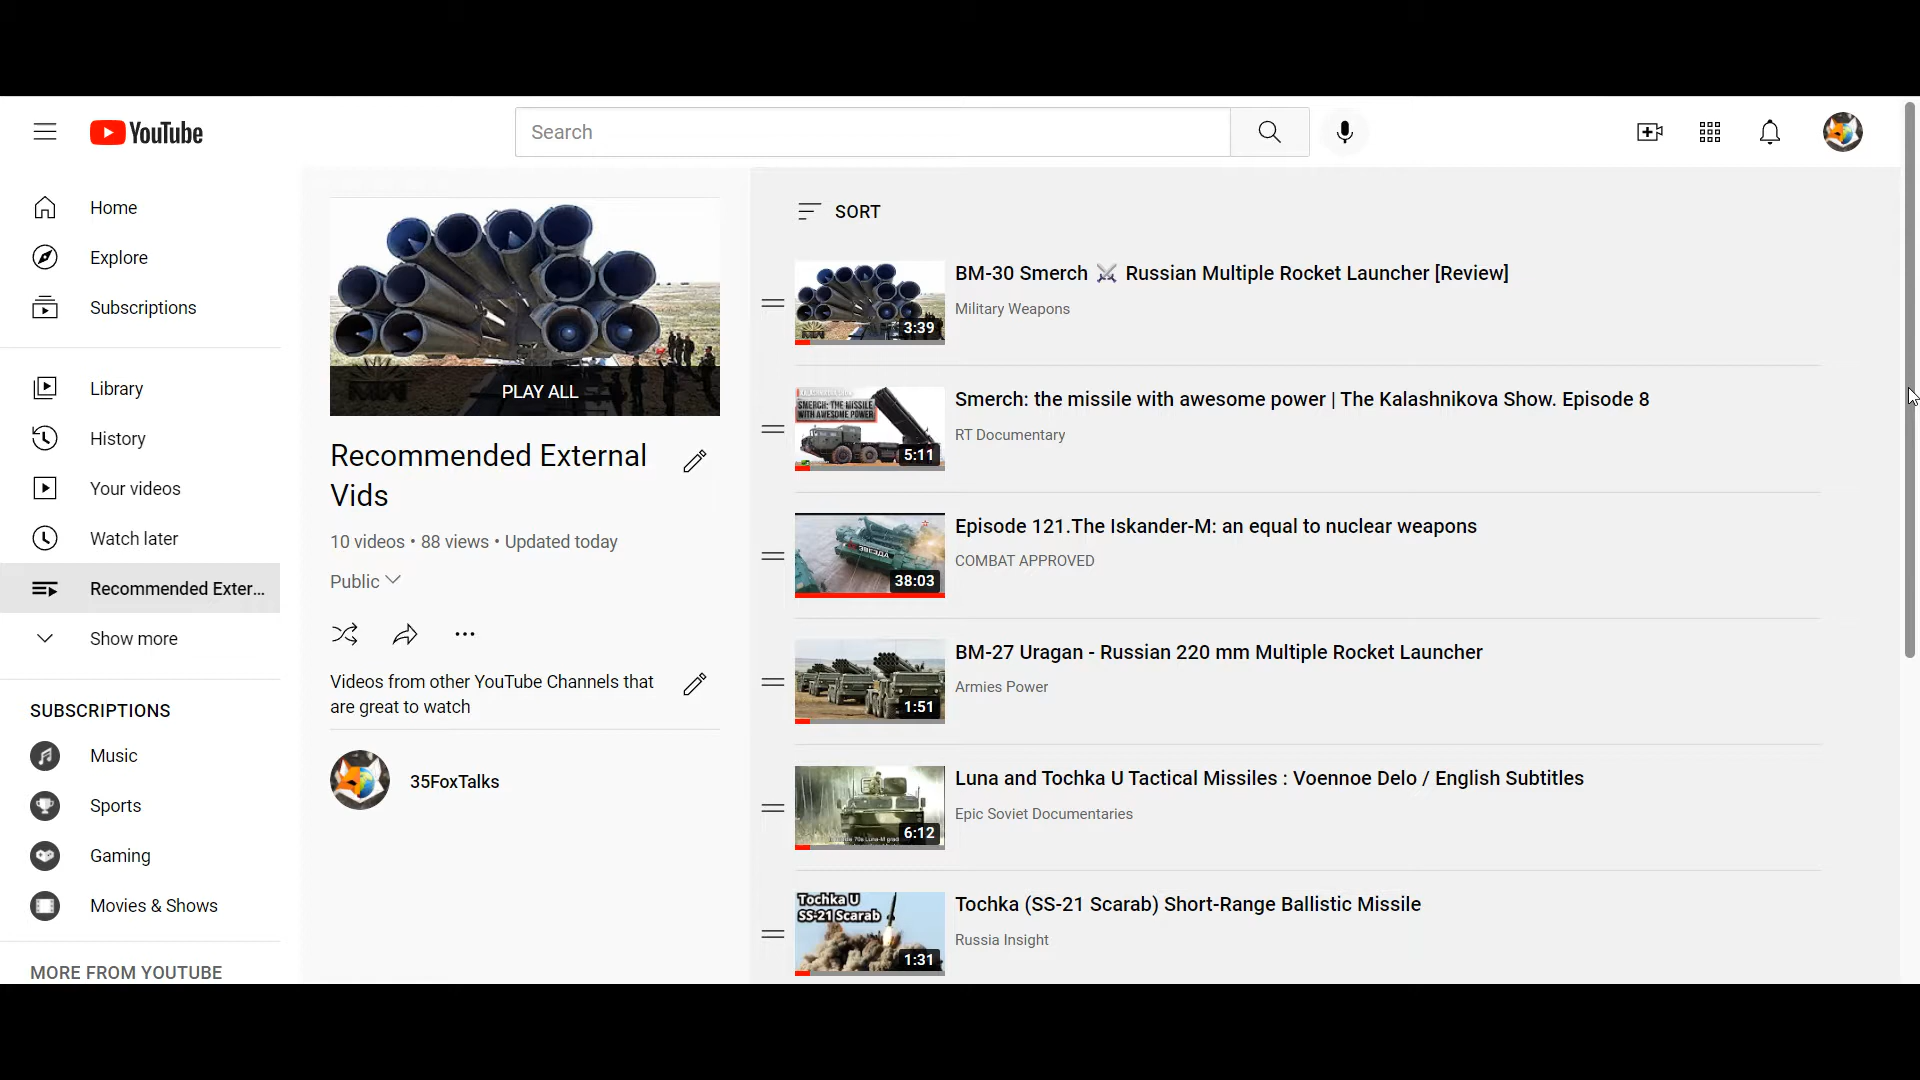 YouTube
Search
Home
Explore
Subscriptions
Library
History
Your videos
Watch later
Recommended Exter...
Show more
SUBSCRIPTIONS
Music
Sports
Gaming
Movies & Shows
MORE FROM YOUTUBE
PLAY ALL
Recommended External
Vids
10 videos • 88 views • Updated today
Public
Videos from other YouTube Channels that
are great to watch
35FoxTalks
SORT
3:39
BM-30 Smerch ⚔ Russian Multiple Rocket Launcher [Review]
Military Weapons
SMERCH: THE MISSILE
WITH AWESOME POWER
5:11
Smerch: the missile with awesome power | The Kalashnikova Show. Episode 8
RT Documentary
ЗВЕЗДА
38:03
Episode 121.The Iskander-M: an equal to nuclear weapons
COMBAT APPROVED
1:51
BM-27 Uragan - Russian 220 mm Multiple Rocket Launcher
Armies Power
6:12
Luna and Tochka U Tactical Missiles : Voennoe Delo / English Subtitles
Epic Soviet Documentaries
Tochka U
SS-21 Scarab
1:31
Tochka (SS-21 Scarab) Short-Range Ballistic Missile
Russia Insight